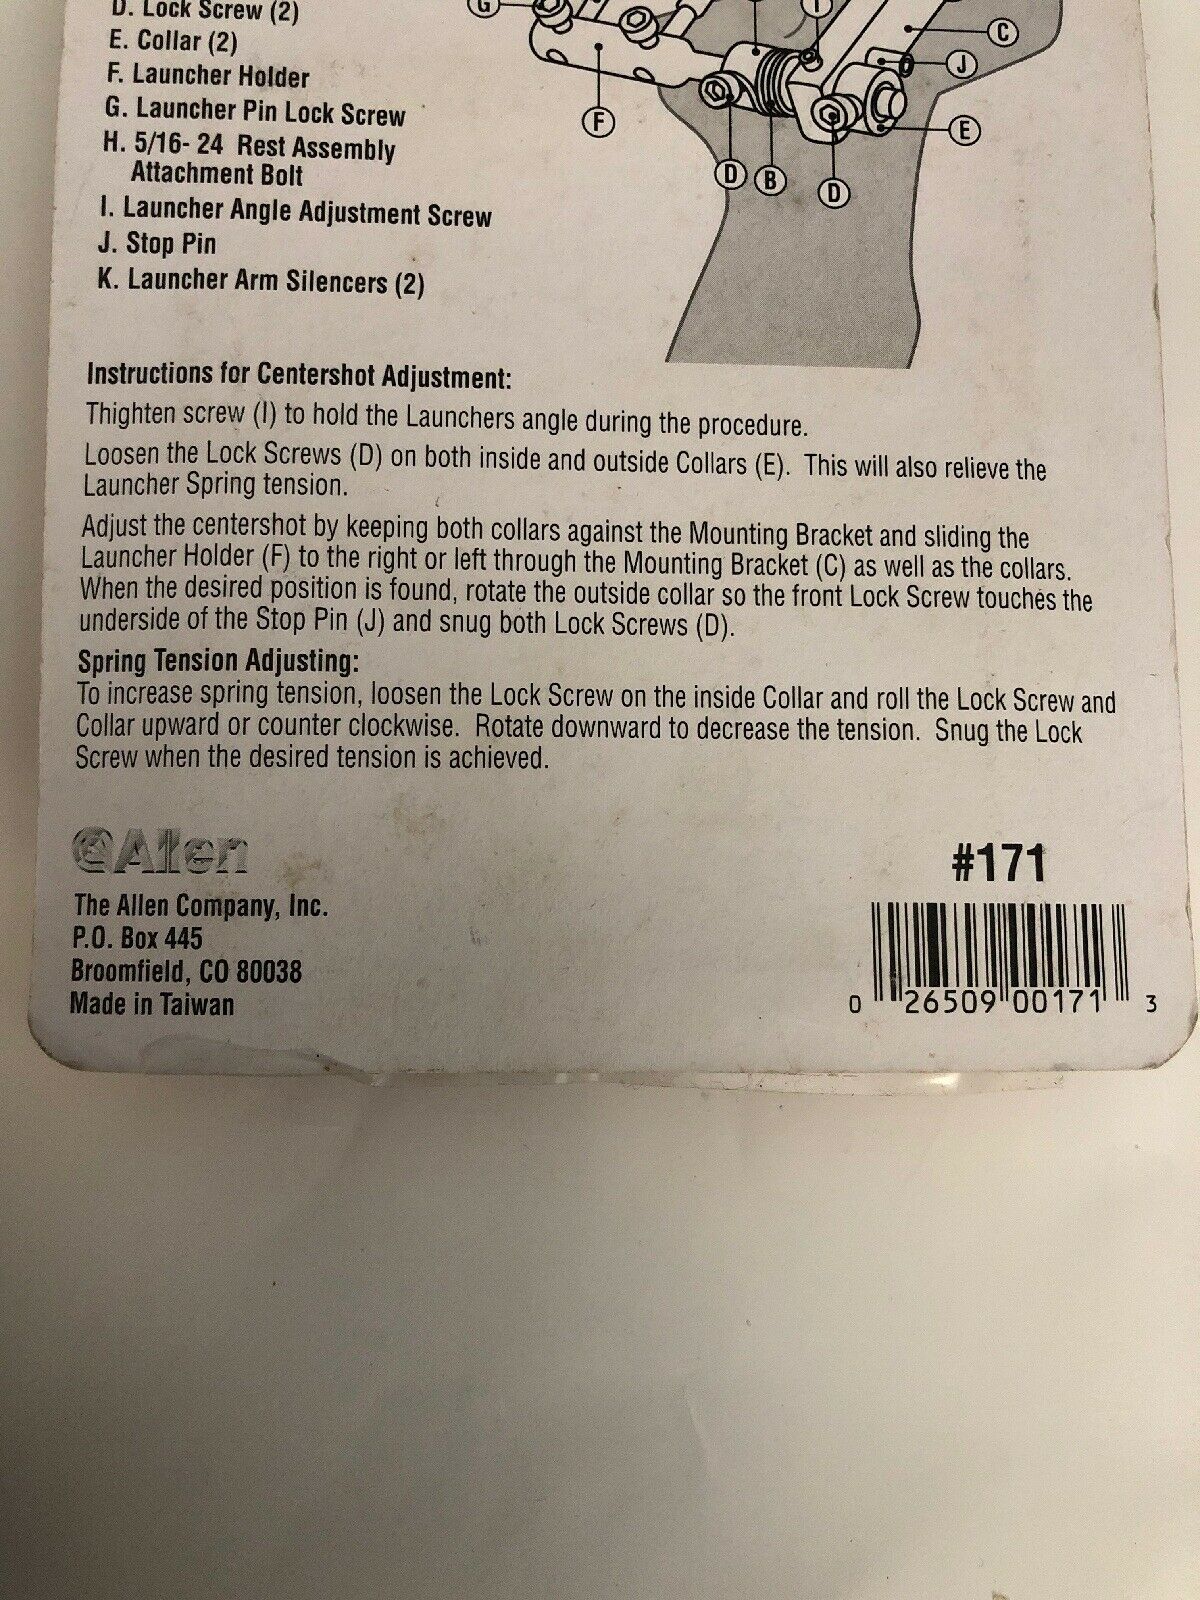 D. Lock Screw (2)
E. Collar (2)
F. Launcher Holder
G. Launcher Pin Lock Screw
H. 5/16- 24 Rest Assembly
Attachment Bolt
I. Launcher Angle Adjustment Screw
J. Stop Pin
K. Launcher Arm Silencers (2)
G
I
C
J
F
E
D
B
D
Instructions for Centershot Adjustment:
Thighten screw (I) to hold the Launchers angle during the procedure.
Loosen the Lock Screws (D) on both inside and outside Collars (E). This will also relieve the
Launcher Spring tension.
Adjust the centershot by keeping both collars against the Mounting Bracket and sliding the
Launcher Holder (F) to the right or left through the Mounting Bracket (C) as well as the collars.
When the desired position is found, rotate the outside collar so the front Lock Screw touches the
underside of the Stop Pin (J) and snug both Lock Screws (D).
Spring Tension Adjusting:
To increase spring tension, loosen the Lock Screw on the inside Collar and roll the Lock Screw and
Collar upward or counter clockwise. Rotate downward to decrease the tension. Snug the Lock
Screw when the desired tension is achieved.
Allen
The Allen Company, Inc.
P.O. Box 445
Broomfield, CO 80038
Made in Taiwan
#171
0 26509 00171 3